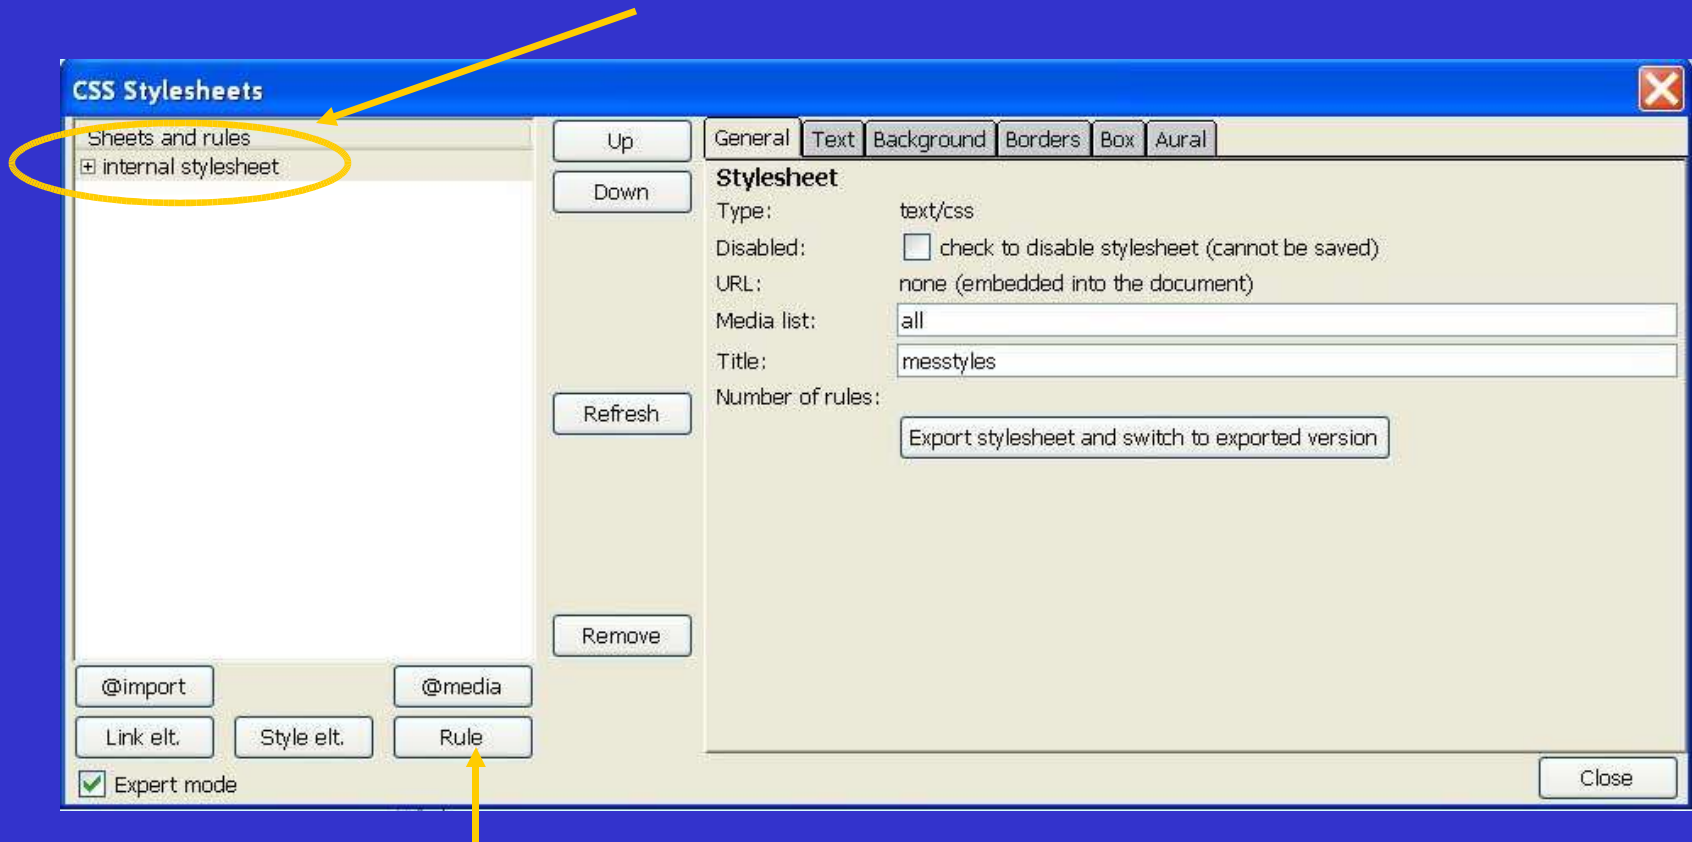 CSS Stylesheets
Sheets and rules
internal stylesheet
Up
Down
Refresh
Remove
@import
@media
Link elt.
Style elt.
Rule
Expert mode
General Text Background Borders Box Aural
Stylesheet
Type: text/css
Disabled: check to disable stylesheet (cannot be saved)
URL: none (embedded into the document)
Media list: all
Title: messtyles
Number of rules:
Export stylesheet and switch to exported version
Close